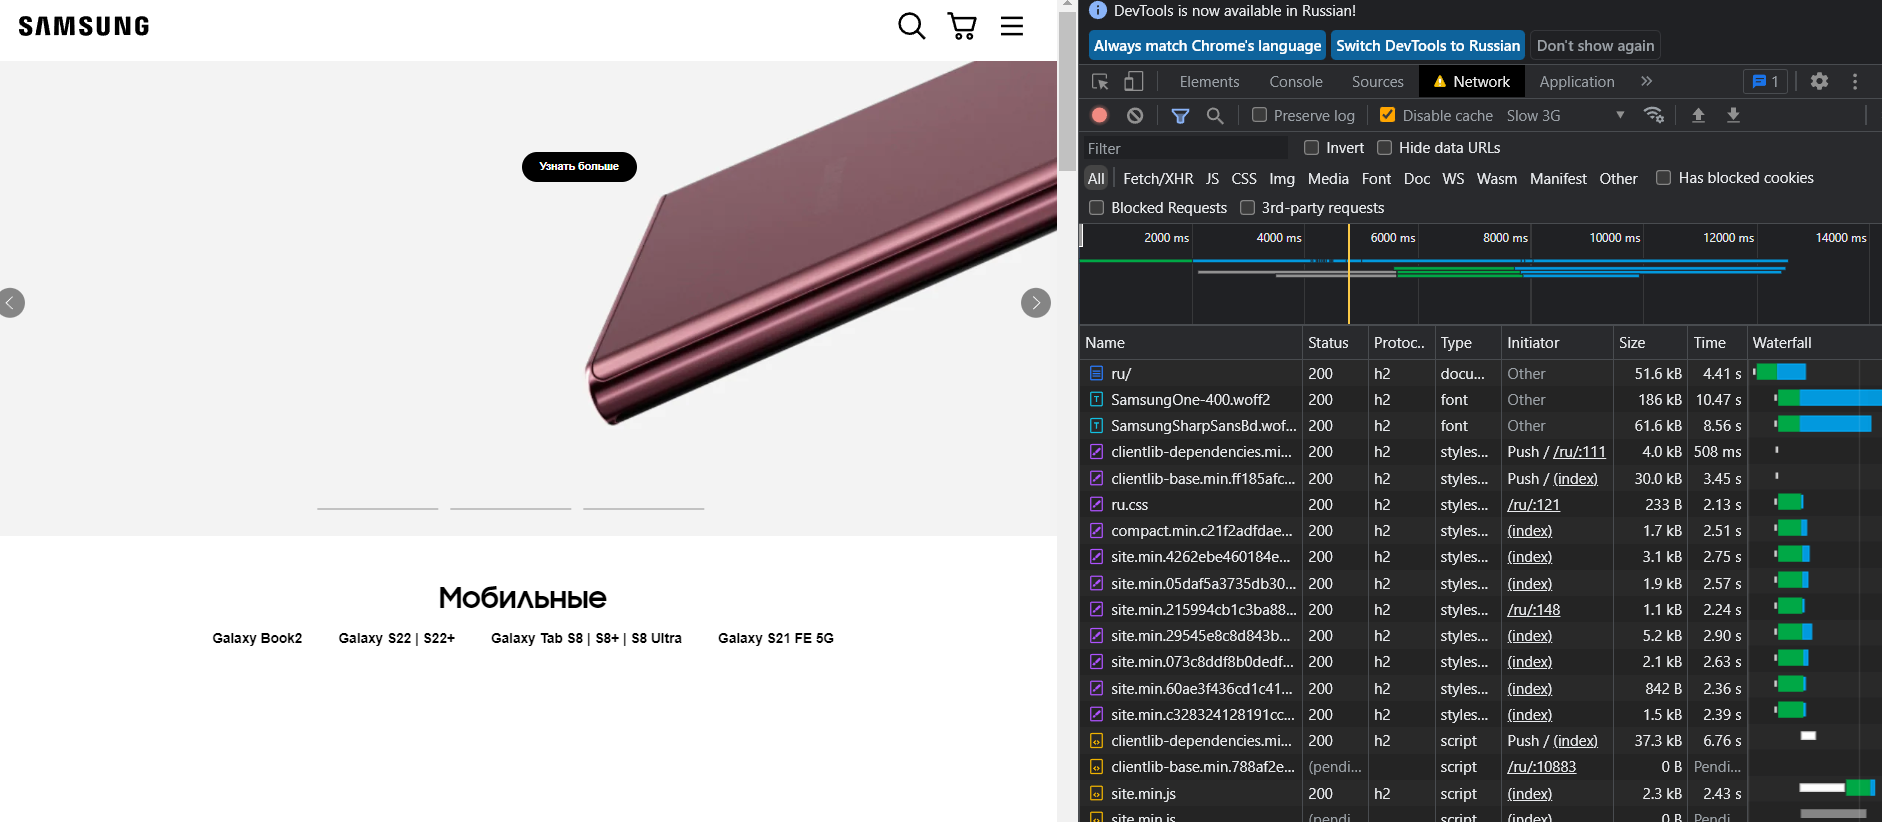 SAMSUNG
Узнать больше
Мобильные
Galaxy Book2
Galaxy S22 | S22+
Galaxy Tab S8 | S8+ | S8 Ultra
Galaxy S21 FE 5G
DevTools is now available in Russian!
Always match Chrome's language Switch DevTools to Russian Don't show again
Elements Console Sources Network Application 1
Preserve log Disable cache Slow 3G
Filter Invert Hide data URLs
All Fetch/XHR JS CSS Img Media Font Doc WS Wasm Manifest Other Has blocked cookies
Blocked Requests 3rd-party requests
2000 ms 4000 ms 6000 ms 8000 ms 10000 ms 12000 ms 14000 ms
Name Status Protoc.. Type Initiator Size Time Waterfall
ru/ 200 h2 docu... Other 51.6 kB 4.41 s
SamsungOne-400.woff2 200 h2 font Other 186 kB 10.47 s
SamsungSharpSansBd.wof... 200 h2 font Other 61.6 kB 8.56 s
clientlib-dependencies.mi... 200 h2 styles... Push / /ru/:111 4.0 kB 508 ms
clientlib-base.min.ff185afc... 200 h2 styles... Push / (index) 30.0 kB 3.45 s
ru.css 200 h2 styles... /ru/:121 233 B 2.13 s
compact.min.c21f2adfdae... 200 h2 styles... (index) 1.7 kB 2.51 s
site.min.4262ebe460184e... 200 h2 styles... (index) 3.1 kB 2.75 s
site.min.05daf5a3735db30... 200 h2 styles... (index) 1.9 kB 2.57 s
site.min.215994cb1c3ba88... 200 h2 styles... /ru/:148 1.1 kB 2.24 s
site.min.29545e8c8d843b... 200 h2 styles... (index) 5.2 kB 2.90 s
site.min.073c8ddf8b0dedf... 200 h2 styles... (index) 2.1 kB 2.63 s
site.min.60ae3f436cd1c41... 200 h2 styles... (index) 842 B 2.36 s
site.min.c328324128191cc... 200 h2 styles... (index) 1.5 kB 2.39 s
clientlib-dependencies.mi... 200 h2 script Push / (index) 37.3 kB 6.76 s
clientlib-base.min.788af2e... (pendi... script /ru/:10883 0 B Pendi...
site.min.js 200 h2 script (index) 2.3 kB 2.43 s
site.min.js (pendi... script (index) 0 B Pendi...